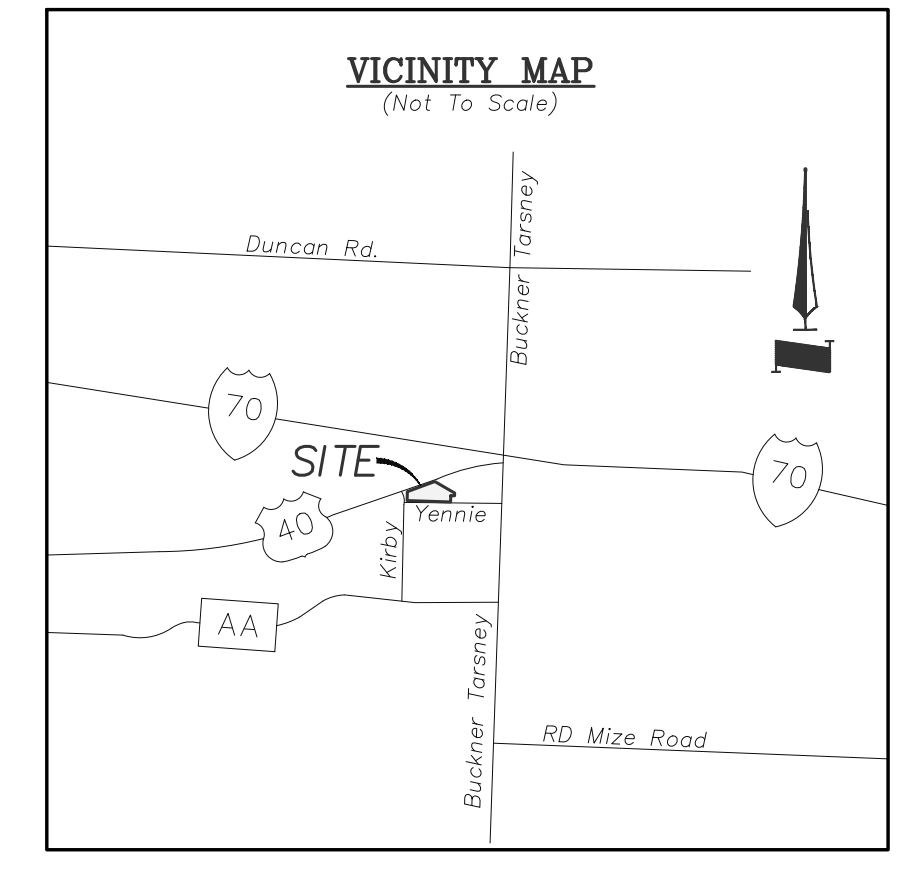 VICINITY MAP
(Not To Scale)
Buckner Tarsney
Duncan Rd.
N
70
SITE
70
40
Yennie
Kirby
AA
Buckner Tarsney
RD Mize Road